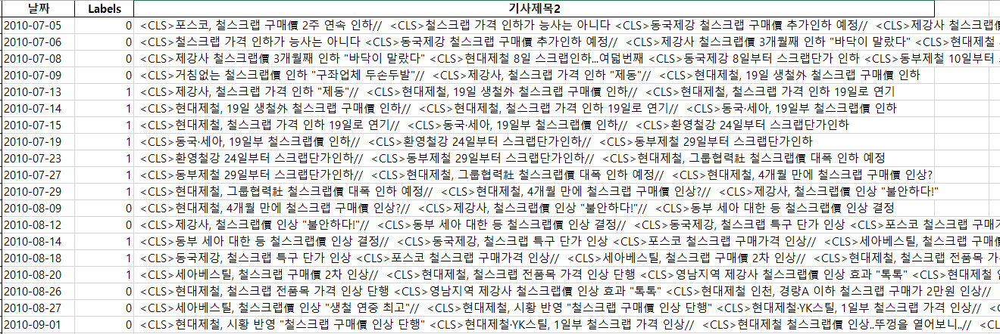 날짜 Labels 기사제목2
2010-07-05 0 <CLS>포스코, 철스크랩 구매價 2주 연속 인하// <CLS>철스크랩 가격 인하가 능사는 아니다 <CLS>동국제강 철스크랩 구매價 추가인하 예정// <CLS>제강사 철스크랩
2010-07-06 0 <CLS>철스크랩 가격 인하가 능사는 아니다 <CLS>동국제강 철스크랩 구매價 추가인하 예정// <CLS>제강사 철스크랩價 3개월째 인하 "바닥이 말랐다" <CLS>현대제철
2010-07-08 0 <CLS>제강사 철스크랩價 3개월째 인하 "바닥이 말랐다" <CLS>현대제철 8일 스크랩인하...여덟번째 <CLS>동국제강 8일부터 스크랩단가 인하 <CLS>동부제철 10일부터
2010-07-09 0 <CLS>거침없는 철스크랩價 인하 "구좌업체 두손두발"// <CLS>제강사, 철스크랩 가격 인하 "제동"// <CLS>현대제철, 19일 생철外 철스크랩 구매價 인하
2010-07-13 1 <CLS>제강사, 철스크랩 가격 인하 "제동"// <CLS>현대제철, 19일 생철外 철스크랩 구매價 인하// <CLS>현대제철, 철스크랩 가격 인하 19일로 연기
2010-07-14 1 <CLS>현대제철, 19일 생철外 철스크랩 구매價 인하// <CLS>현대제철, 철스크랩 가격 인하 19일로 연기// <CLS>동국·세아, 19일부 철스크랩價 인하
2010-07-15 1 <CLS>현대제철, 철스크랩 가격 인하 19일로 연기// <CLS>동국·세아, 19일부 철스크랩價 인하// <CLS>환영철강 24일부터 스크랩단가인하
2010-07-19 1 <CLS>동국·세아, 19일부 철스크랩價 인하// <CLS>환영철강 24일부터 스크랩단가인하// <CLS>동부제철 29일부터 스크랩단가인하
2010-07-23 1 <CLS>환영철강 24일부터 스크랩단가인하// <CLS>동부제철 29일부터 스크랩단가인하// <CLS>현대제철, 그룹협력社 철스크랩價 대폭 인하 예정
2010-07-27 1 <CLS>동부제철 29일부터 스크랩단가인하// <CLS>현대제철, 그룹협력社 철스크랩價 대폭 인하 예정// <CLS>현대제철, 4개월 만에 철스크랩 구매價 인상?
2010-07-29 1 <CLS>현대제철, 그룹협력社 철스크랩價 대폭 인하 예정// <CLS>현대제철, 4개월 만에 철스크랩 구매價 인상?// <CLS>제강사, 철스크랩價 인상 "불안하다!"
2010-08-09 0 <CLS>현대제철, 4개월 만에 철스크랩 구매價 인상?// <CLS>제강사, 철스크랩價 인상 "불안하다!"// <CLS>동부 세아 대한 등 철스크랩價 인상 결정
2010-08-12 0 <CLS>제강사, 철스크랩價 인상 "불안하다!"// <CLS>동부 세아 대한 등 철스크랩價 인상 결정// <CLS>동국제강, 철스크랩 특구 단가 인상 <CLS>포스코 철스크랩 구매가
2010-08-14 1 <CLS>동부 세아 대한 등 철스크랩價 인상 결정// <CLS>동국제강, 철스크랩 특구 단가 인상 <CLS>포스코 철스크랩 구매가격 인상// <CLS>세아베스틸, 철스크랩 구매
2010-08-18 1 <CLS>동국제강, 철스크랩 특구 단가 인상 <CLS>포스코 철스크랩 구매가격 인상// <CLS>세아베스틸, 철스크랩 구매價 2차 인상// <CLS>현대제철, 철스크랩 전품목 가
2010-08-20 1 <CLS>세아베스틸, 철스크랩 구매價 2차 인상// <CLS>현대제철, 철스크랩 전품목 가격 인상 단행 <CLS>영남지역 제강사 철스크랩價 인상 효과 "톡톡" <CLS>현대제철 인
2010-08-26 0 <CLS>현대제철, 철스크랩 전품목 가격 인상 단행 <CLS>영남지역 제강사 철스크랩價 인상 효과 "톡톡" <CLS>현대제철 인천, 경량A 이하 철스크랩 구매가 2만원 인상//
2010-08-27 0 <CLS>세아베스틸, 철스크랩價 인상 "생철 연중 최고"// <CLS>현대제철, 시황 반영 "철스크랩 구매價 인상 단행" <CLS>현대제철·YK스틸, 1일부 철스크랩 가격 인상// <C
2010-09-01 0 <CLS>현대제철, 시황 반영 "철스크랩 구매價 인상 단행" <CLS>현대제철·YK스틸, 1일부 철스크랩 가격 인상// <CLS>현대제철 철스크랩價 인상..뚜껑을 열어보니..// <CLS